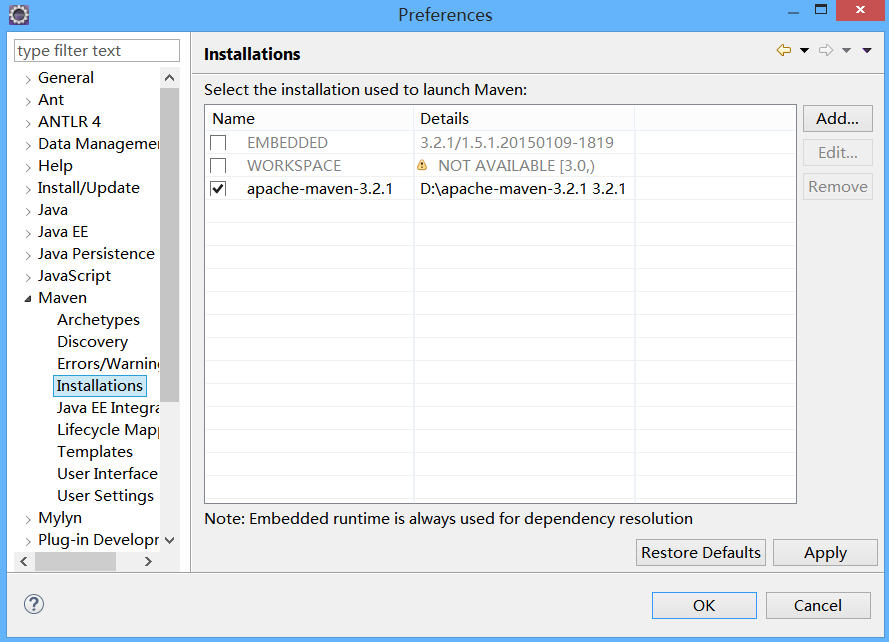 Preferences
type filter text
General
Ant
ANTLR 4
Data Managemer
Help
Install/Update
Java
Java EE
Java Persistence
JavaScript
Maven
Archetypes
Discovery
Errors/Warning
Installations
Java EE Integra
Lifecycle Mapp
Templates
User Interface
User Settings
Mylyn
Plug-in Developr
Installations
Select the installation used to launch Maven:
Name Details
EMBEDDED 3.2.1/1.5.1.20150109-1819
WORKSPACE NOT AVAILABLE [3.0,)
apache-maven-3.2.1 D:\apache-maven-3.2.1 3.2.1
Add...
Edit...
Remove
Note: Embedded runtime is always used for dependency resolution
Restore Defaults Apply
OK Cancel